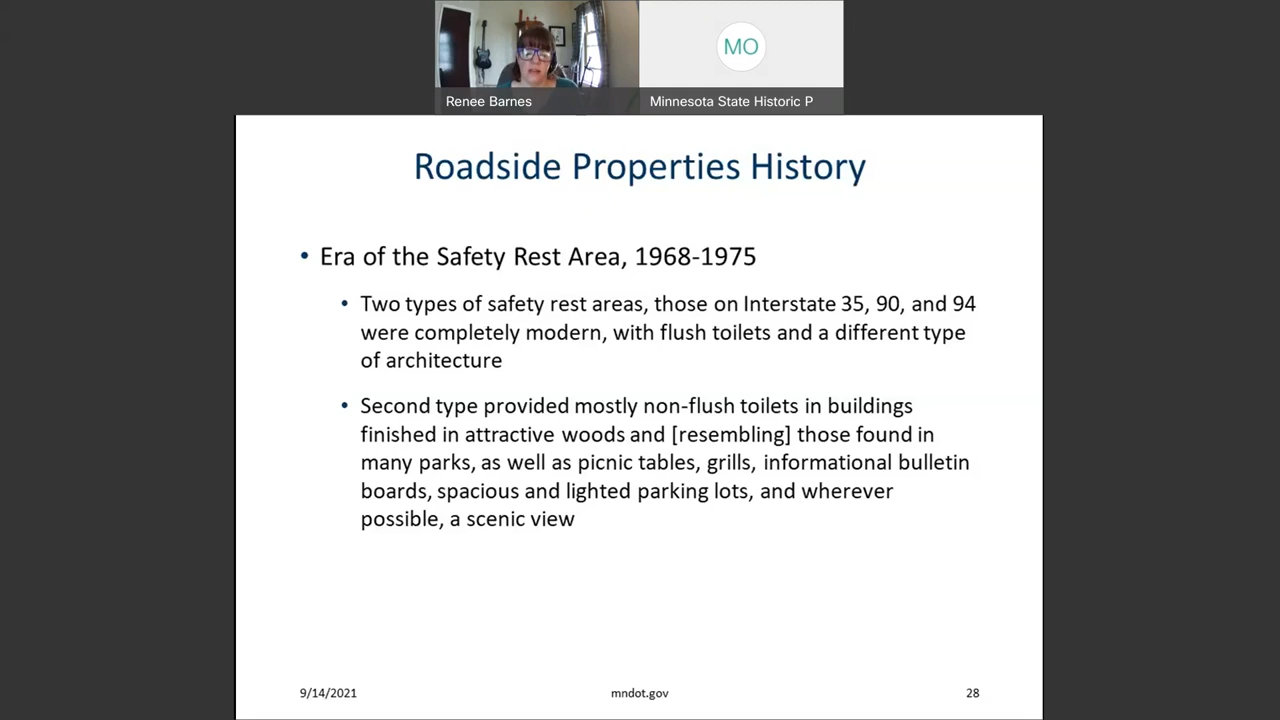 MO
Renee Barnes
Minnesota State Historic P
Roadside Properties History
• Era of the Safety Rest Area, 1968-1975
• Two types of safety rest areas, those on Interstate 35, 90, and 94
were completely modern, with flush toilets and a different type
of architecture
• Second type provided mostly non-flush toilets in buildings
finished in attractive woods and [resembling] those found in
many parks, as well as picnic tables, grills, informational bulletin
boards, spacious and lighted parking lots, and wherever
possible, a scenic view
9/14/2021
mndot.gov
28